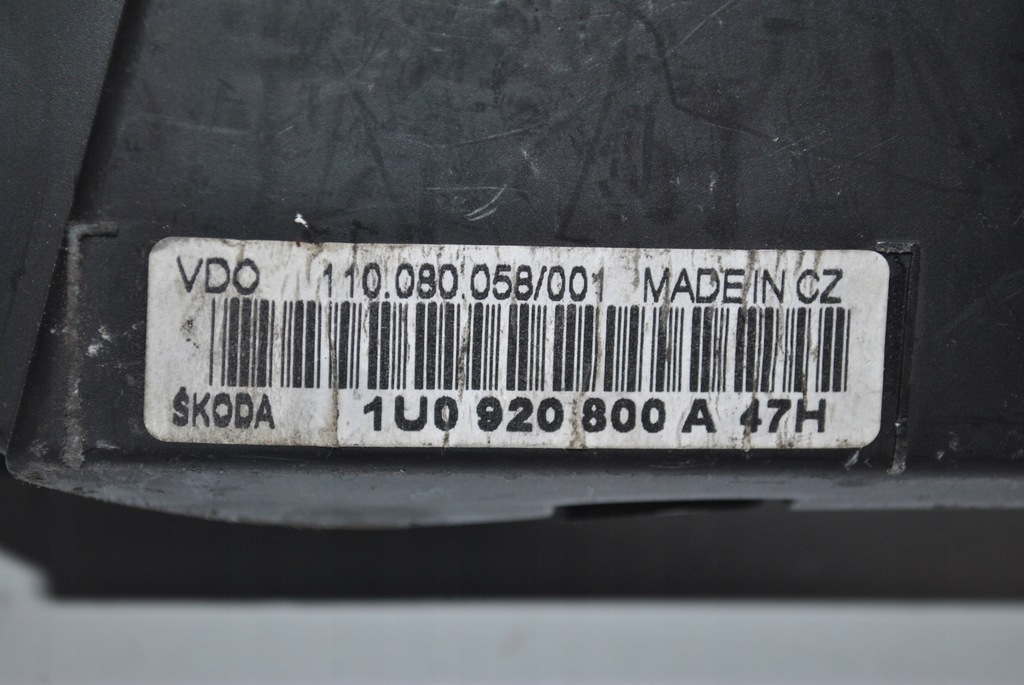 VDO 110.080.058/001 MADE IN CZ
ŠKODA 1U0 920 800 A 47H